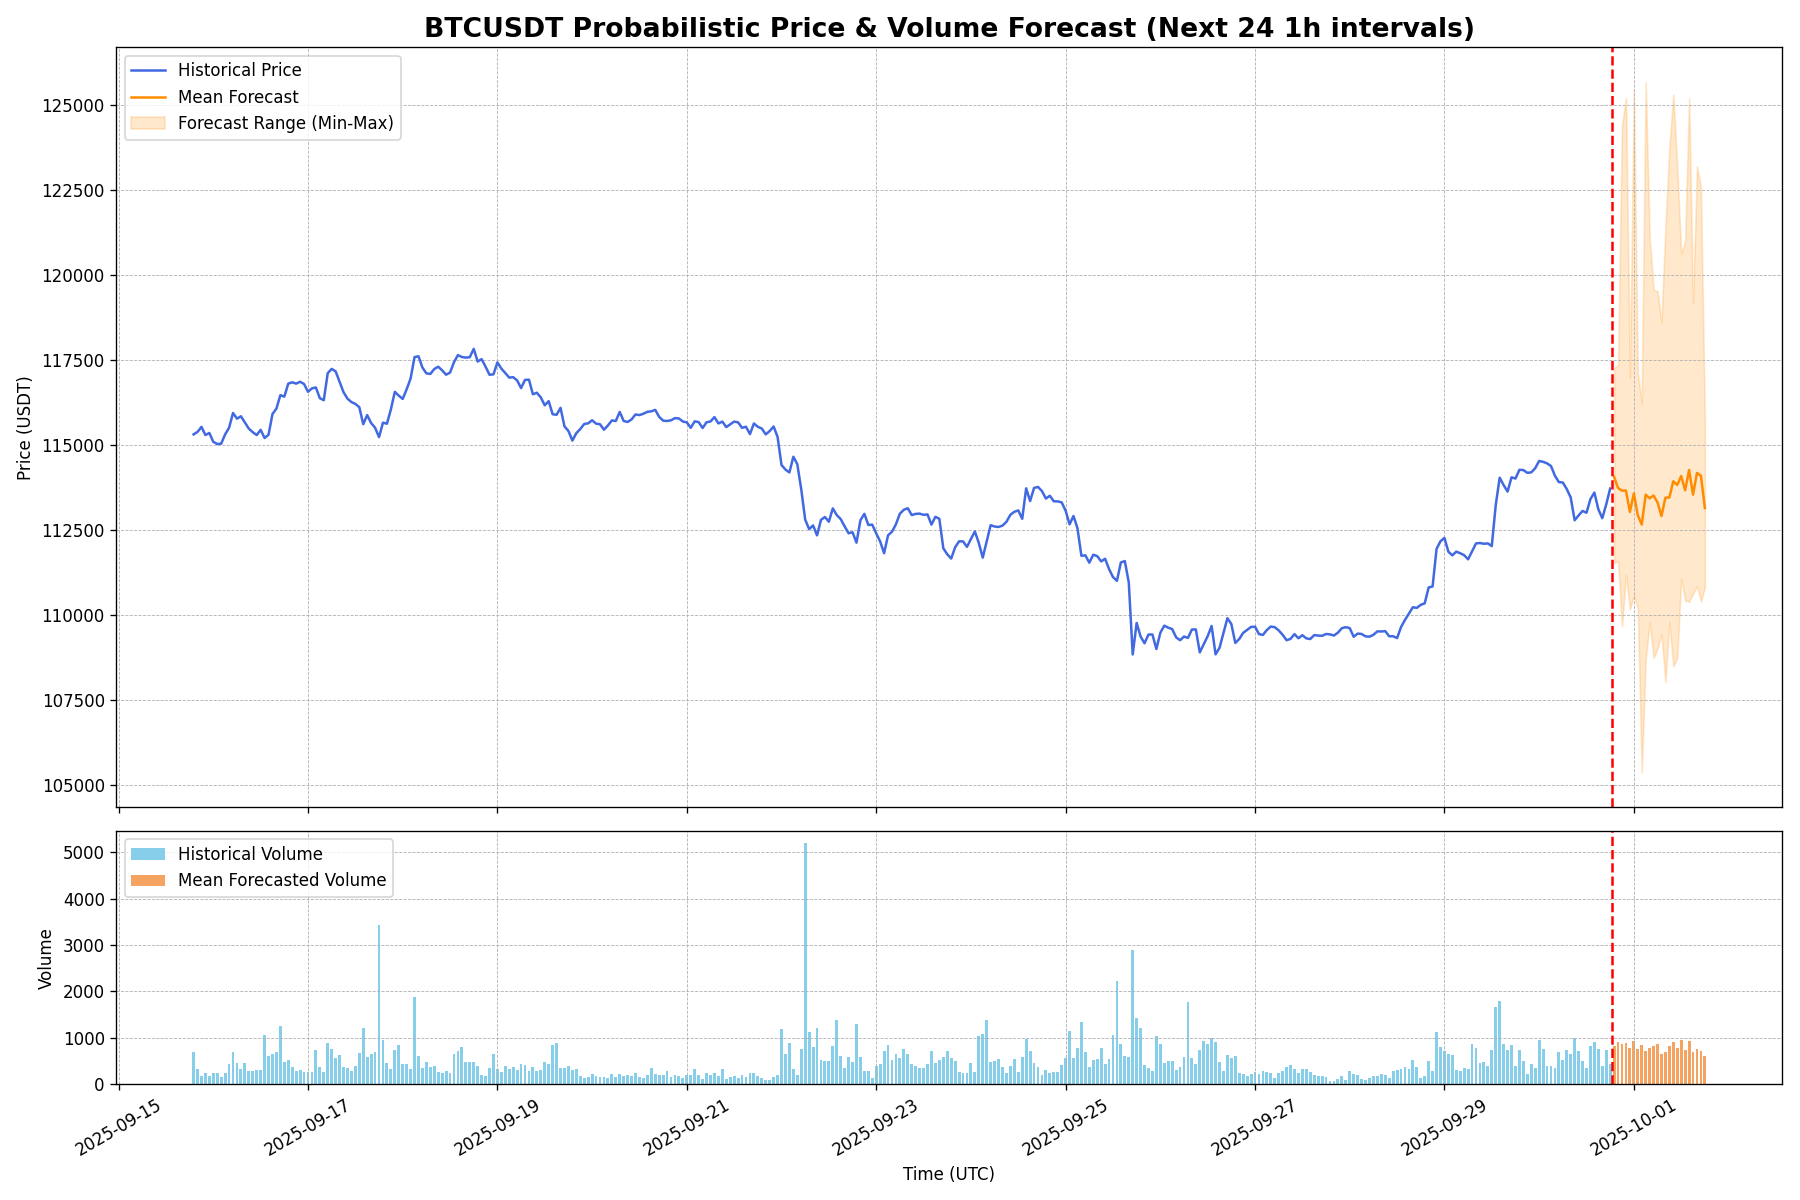 BTCUSDT Probabilistic Price & Volume Forecast (Next 24 1h intervals)
Historical Price
Mean Forecast
Forecast Range (Min-Max)
125000
122500
120000
117500
115000
112500
110000
107500
105000
Price (USDT)
Historical Volume
Mean Forecasted Volume
5000
4000
3000
2000
1000
0
Volume
2025-09-15
2025-09-17
2025-09-19
2025-09-21
2025-09-23
2025-09-25
2025-09-27
2025-09-29
2025-10-01
Time (UTC)